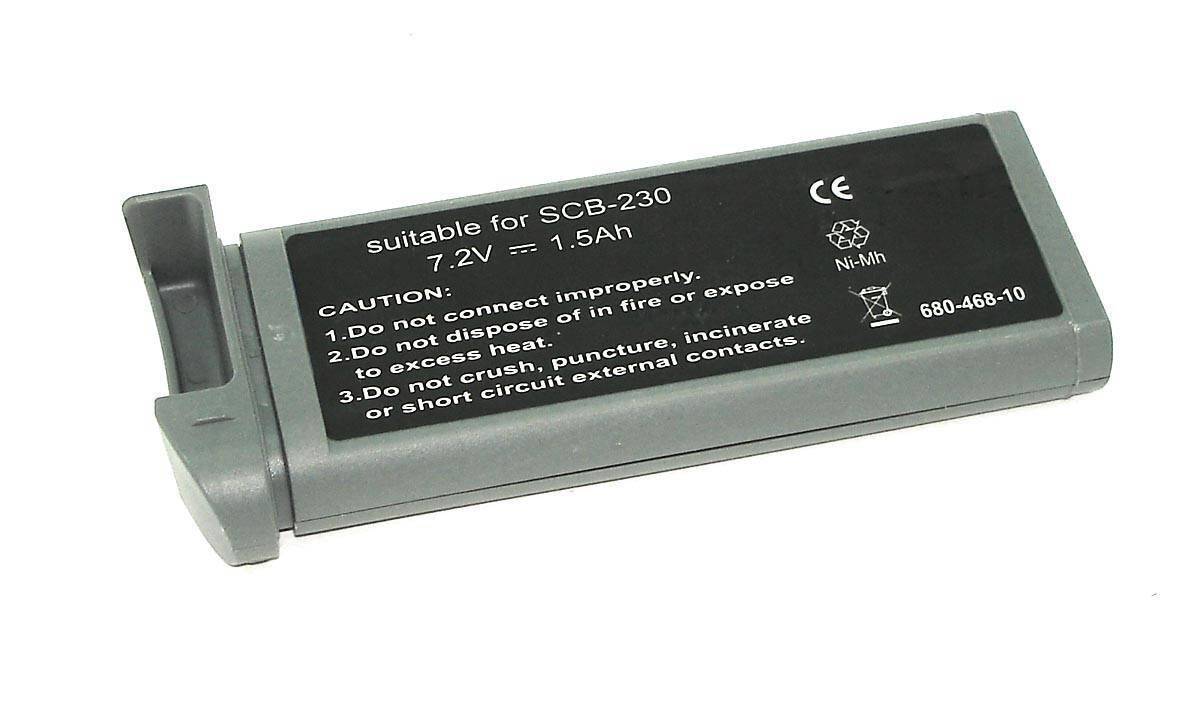 suitable for SCB-230
7.2V ⎓ 1.5Ah
CAUTION:
1.Do not connect improperly.
2.Do not dispose of in fire or expose
to excess heat.
3.Do not crush, puncture, incinerate
or short circuit external contacts.
CE
Ni-Mh
680-468-10